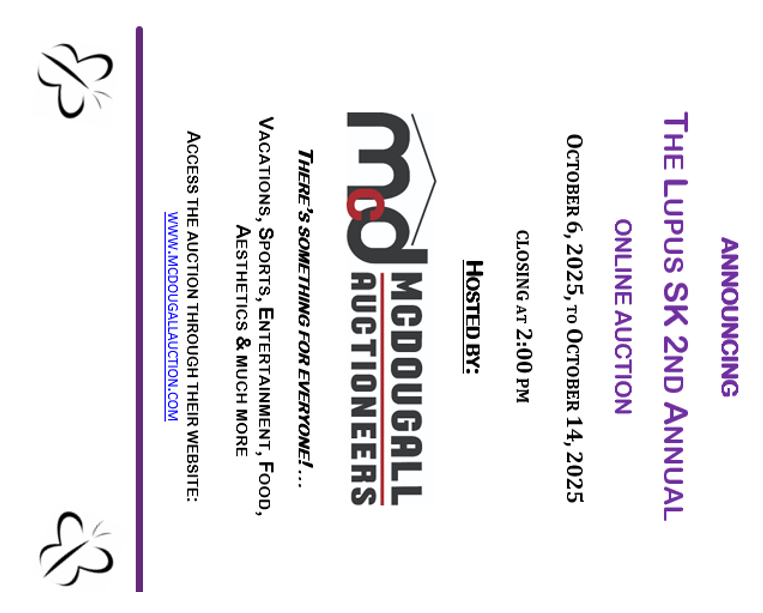 ANNOUNCING
THE LUPUS SK 2ND ANNUAL
ONLINE AUCTION
OCTOBER 6, 2025, TO OCTOBER 14, 2025
CLOSING AT 2:00 PM
HOSTED BY:
mcd
MCDOUGALL
AUCTIONEERS
THERE'S SOMETHING FOR EVERYONE! ...
VACATIONS, SPORTS, ENTERTAINMENT, FOOD,
AESTHETICS & MUCH MORE
ACCESS THE AUCTION THROUGH THEIR WEBSITE:
WWW.MCDOUGALLAUCTION.COM